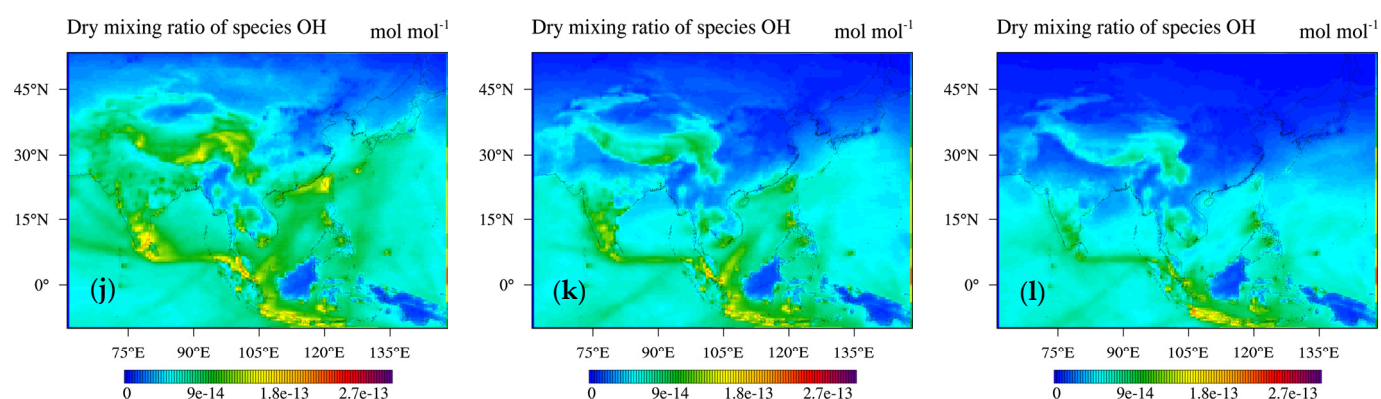 Dry mixing ratio of species OH mol mol-1
45°N
30°N
15°N
0°
(j)
75°E 90°E 105°E 120°E 135°E
0 9e-14 1.8e-13 2.7e-13
Dry mixing ratio of species OH mol mol-1
45°N
30°N
15°N
0°
(k)
75°E 90°E 105°E 120°E 135°E
0 9e-14 1.8e-13 2.7e-13
Dry mixing ratio of species OH mol mol-1
45°N
30°N
15°N
0°
(l)
75°E 90°E 105°E 120°E 135°E
0 9e-14 1.8e-13 2.7e-13